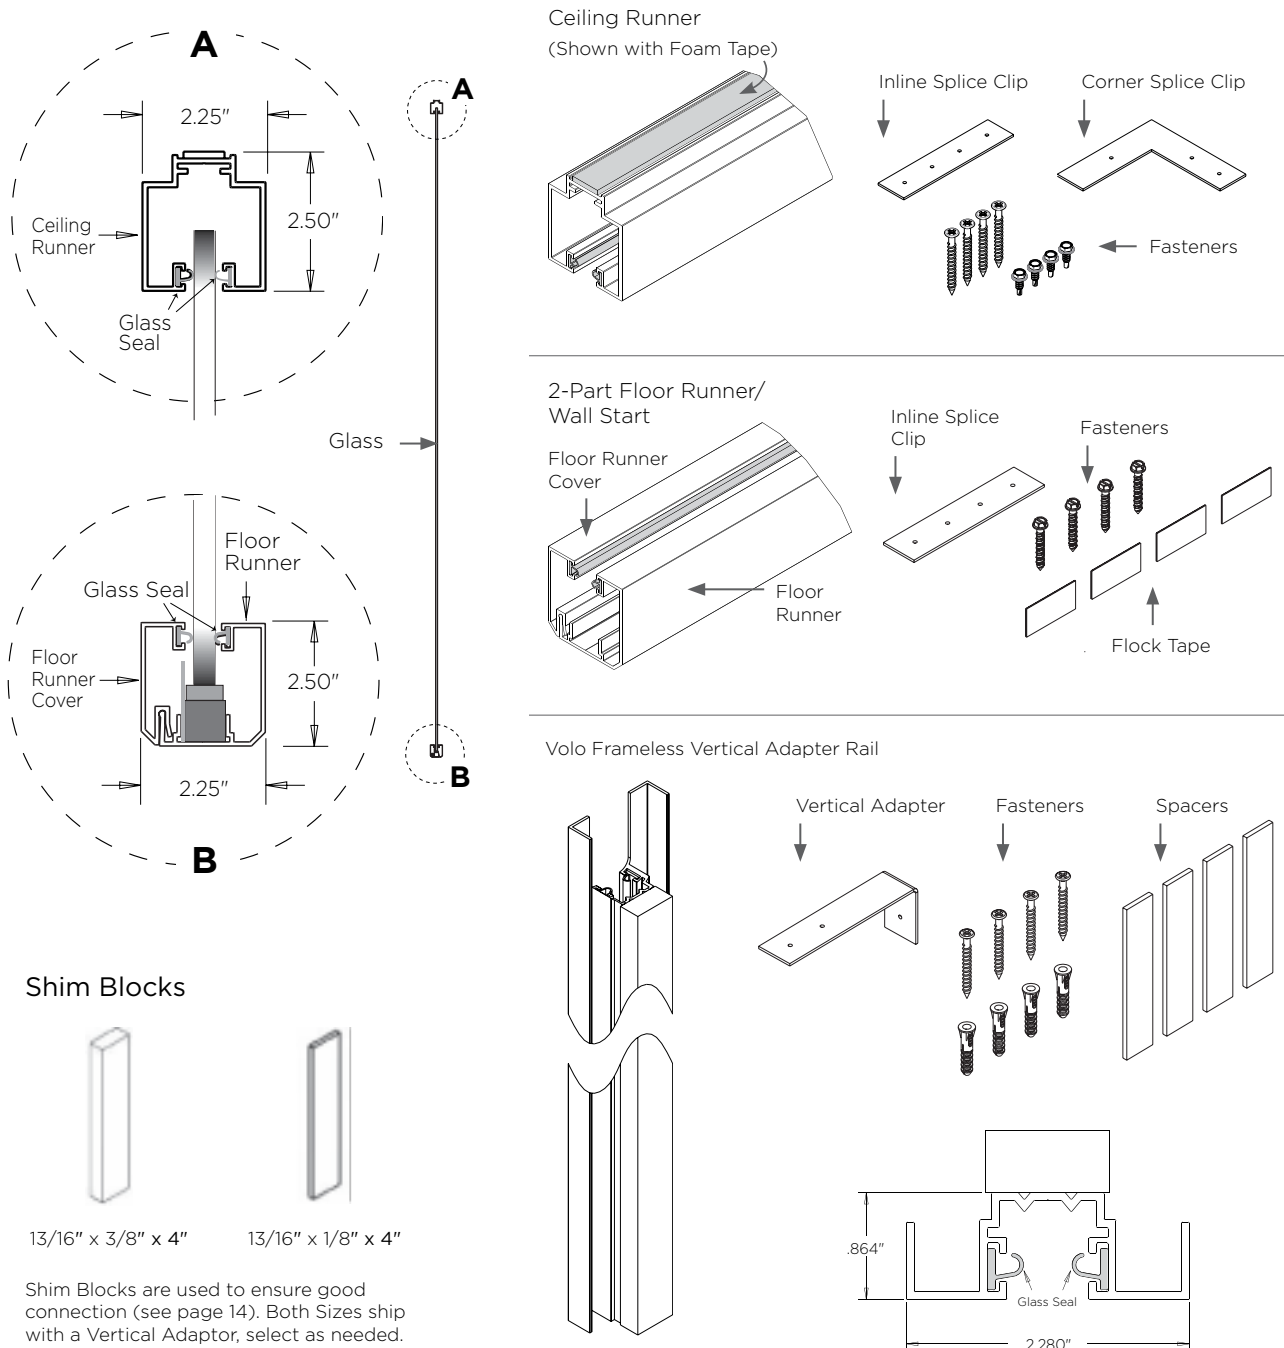 A
2.25"
2.50"
Ceiling
Runner
Glass
Seal
A
Glass
Floor
Runner
Glass Seal
Floor
Runner
Cover
2.50"
2.25"
B
B
Shim Blocks
13/16" x 3/8" x 4"
13/16" x 1/8" x 4"
Shim Blocks are used to ensure good
connection (see page 14). Both Sizes ship
with a Vertical Adaptor, select as needed.
Ceiling Runner
(Shown with Foam Tape)
Inline Splice Clip
Corner Splice Clip
Fasteners
2-Part Floor Runner/
Wall Start
Floor Runner
Cover
Floor
Runner
Inline Splice
Clip
Fasteners
Flock Tape
Volo Frameless Vertical Adapter Rail
Vertical Adapter
Fasteners
Spacers
.864"
Glass Seal
2.280"